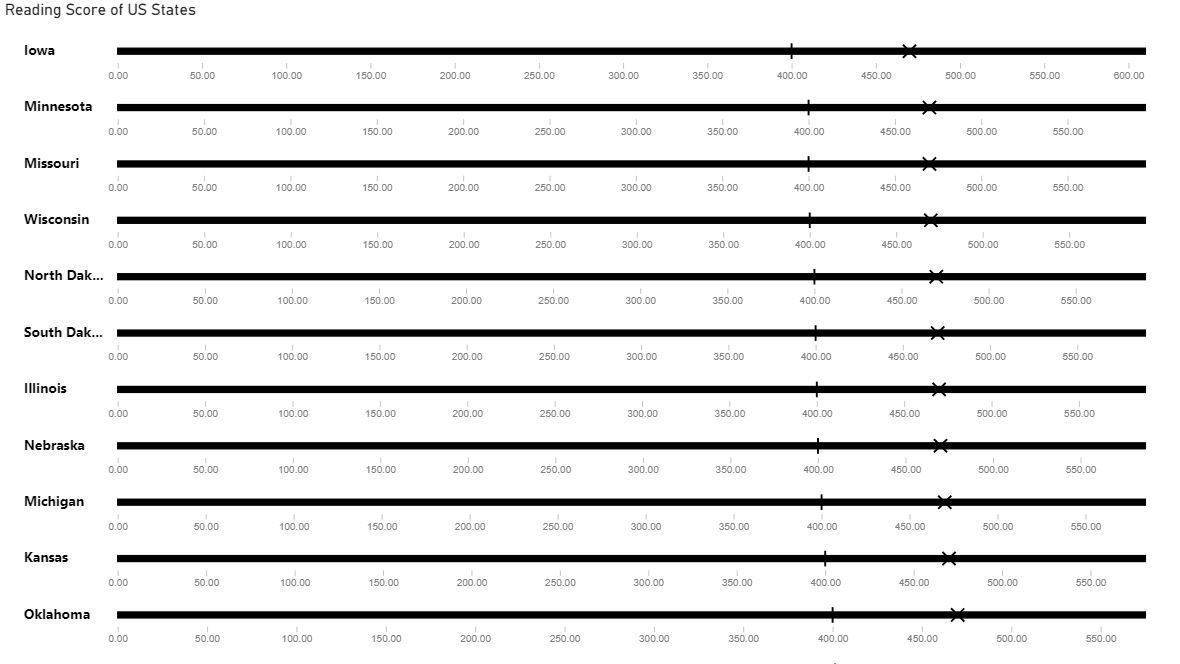 Reading Score of US States
Iowa
0.00 50.00 100.00 150.00 200.00 250.00 300.00 350.00 400.00 450.00 500.00 550.00 600.00
Minnesota
0.00 50.00 100.00 150.00 200.00 250.00 300.00 350.00 400.00 450.00 500.00 550.00
Missouri
0.00 50.00 100.00 150.00 200.00 250.00 300.00 350.00 400.00 450.00 500.00 550.00
Wisconsin
0.00 50.00 100.00 150.00 200.00 250.00 300.00 350.00 400.00 450.00 500.00 550.00
North Dak...
0.00 50.00 100.00 150.00 200.00 250.00 300.00 350.00 400.00 450.00 500.00 550.00
South Dak...
0.00 50.00 100.00 150.00 200.00 250.00 300.00 350.00 400.00 450.00 500.00 550.00
Illinois
0.00 50.00 100.00 150.00 200.00 250.00 300.00 350.00 400.00 450.00 500.00 550.00
Nebraska
0.00 50.00 100.00 150.00 200.00 250.00 300.00 350.00 400.00 450.00 500.00 550.00
Michigan
0.00 50.00 100.00 150.00 200.00 250.00 300.00 350.00 400.00 450.00 500.00 550.00
Kansas
0.00 50.00 100.00 150.00 200.00 250.00 300.00 350.00 400.00 450.00 500.00 550.00
Oklahoma
0.00 50.00 100.00 150.00 200.00 250.00 300.00 350.00 400.00 450.00 500.00 550.00